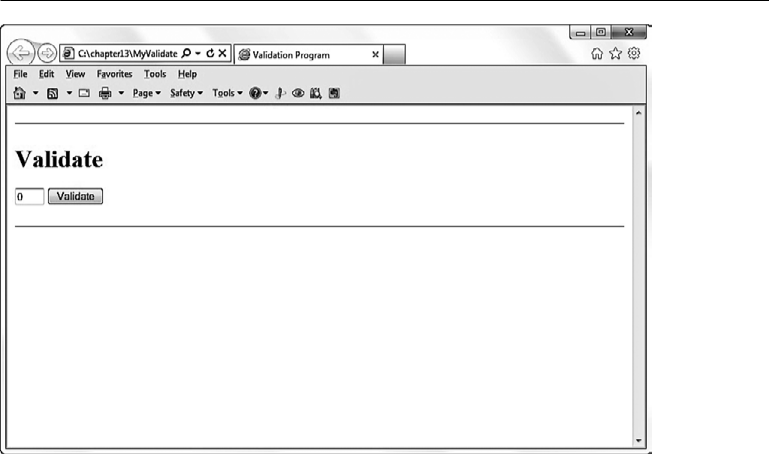 C:\chapter13\MyValidate
Validation Program
File Edit View Favorites Tools Help
Page Safety Tools
Validate
0 Validate